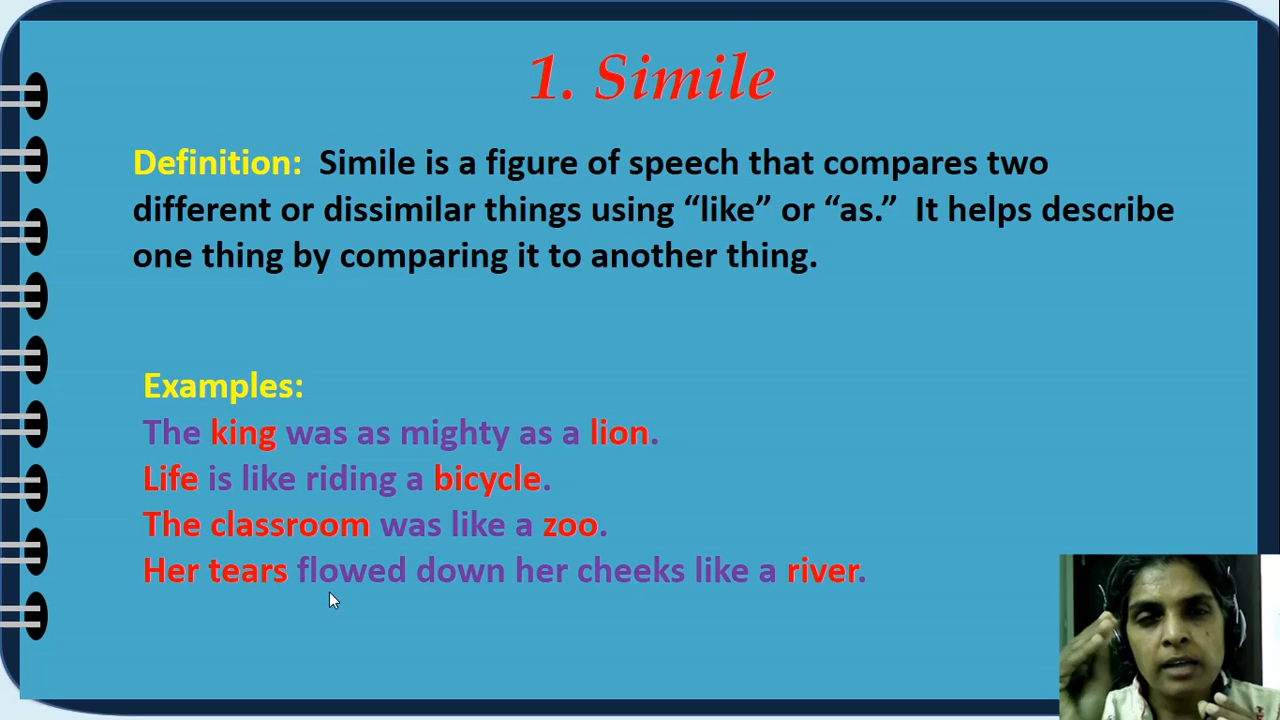 1. Simile
Definition: Simile is a figure of speech that compares two
different or dissimilar things using “like” or “as.” It helps describe
one thing by comparing it to another thing.
Examples:
The king was as mighty as a lion.
Life is like riding a bicycle.
The classroom was like a zoo.
Her tears flowed down her cheeks like a river.